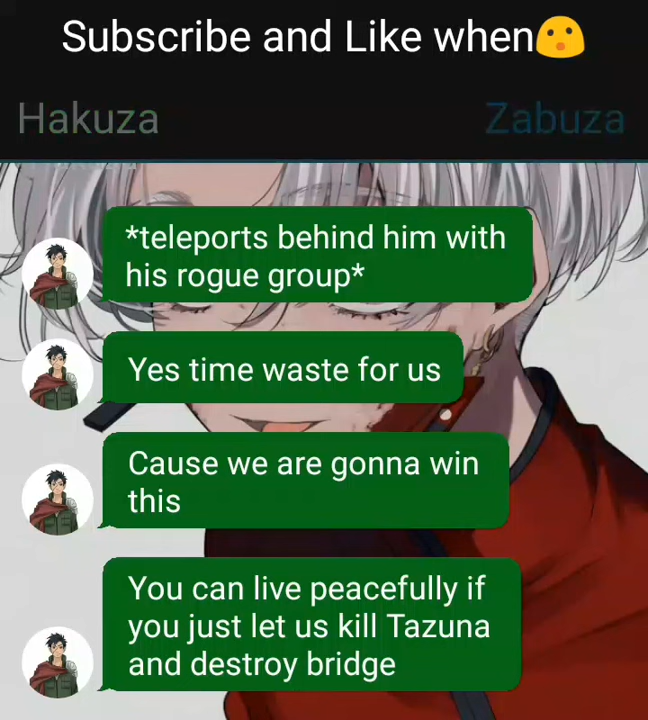 Subscribe and Like when😮
Hakuza
Zabuza
*teleports behind him with
his rogue group*
Yes time waste for us
Cause we are gonna win
this
You can live peacefully if
you just let us kill Tazuna
and destroy bridge